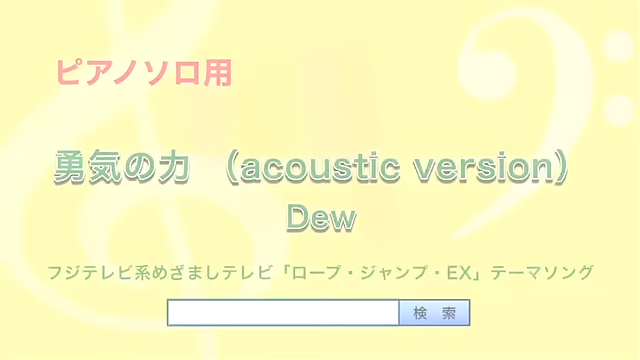 ピアノソロ用
勇気の力 （acoustic version）
Dew
フジテレビ系めざましテレビ「ロープ・ジャンプ・EX」テーマソング
検 索